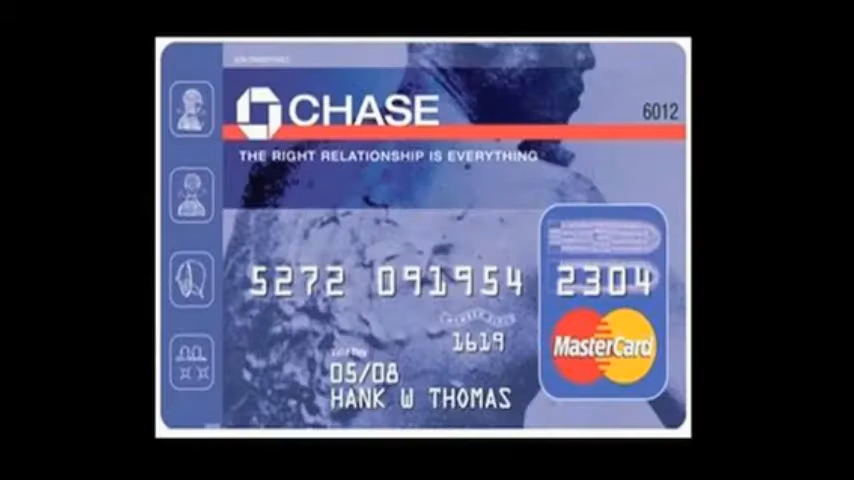 CHASE
6012
THE RIGHT RELATIONSHIP IS EVERYTHING
5272 091954 2304
1619
MasterCard
05/08
HANK W THOMAS